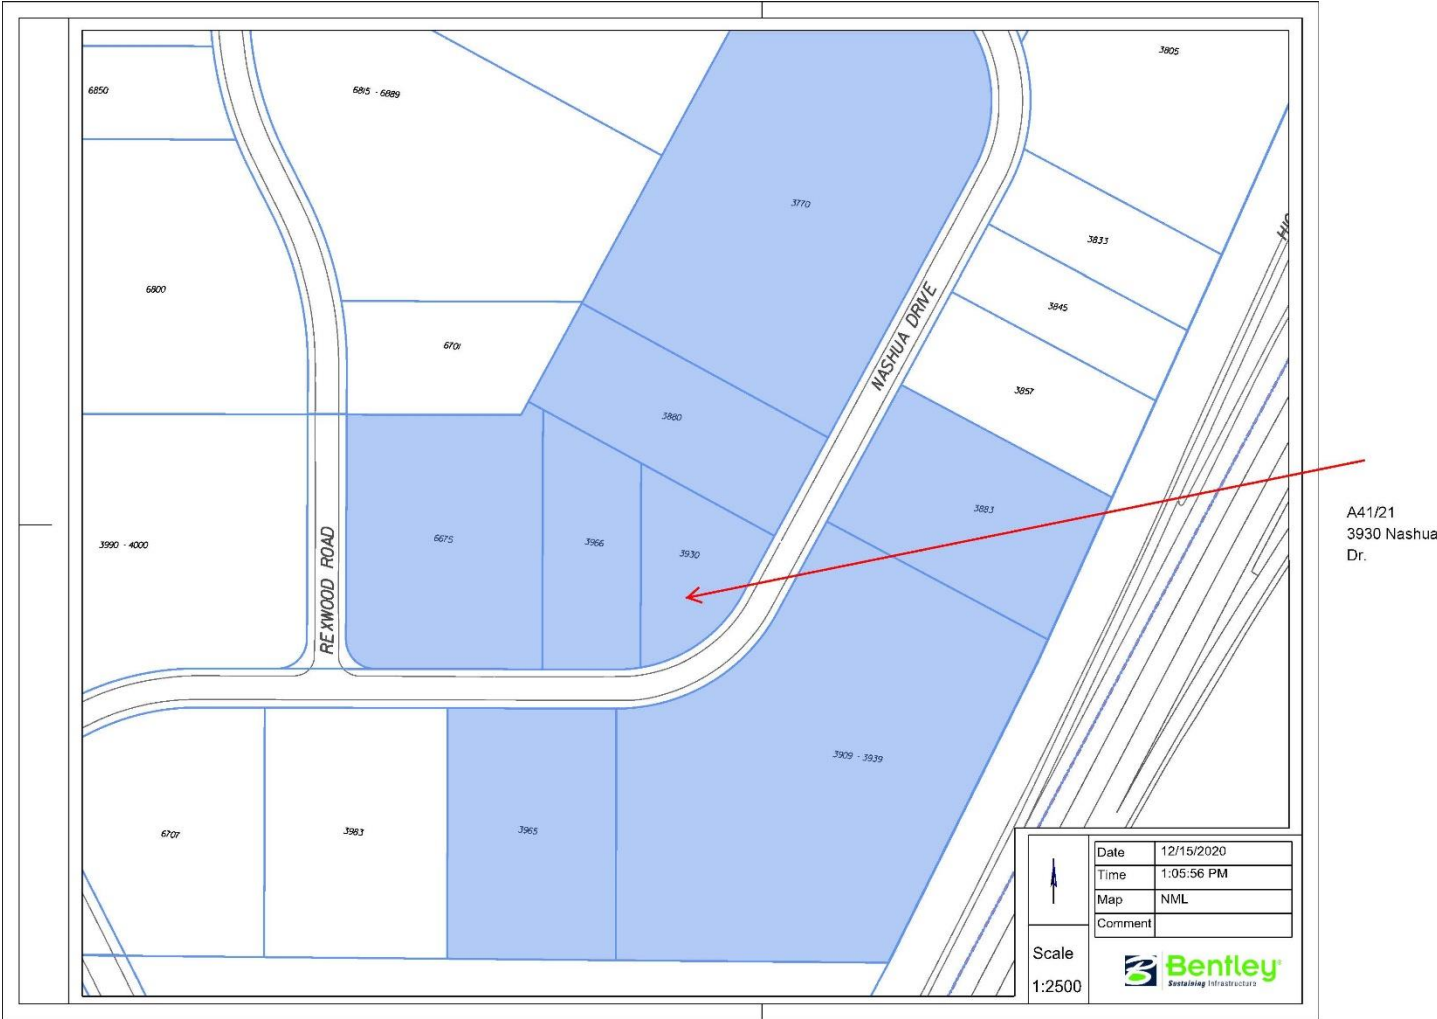 3805
6850
6815 - 6889
3770
HIG
3833
6800
3845
NASHUA DRIVE
6701
3857
3880
3883
A41/21
3930 Nashua
Dr.
3990 - 4000
REXWOOD ROAD
6675
3966
3930
3909 - 3939
6707
3983
3965
Date 12/15/2020
Time 1:05:56 PM
Map NML
Comment
Scale
1:2500
Bentley
Sustaining Infrastructure